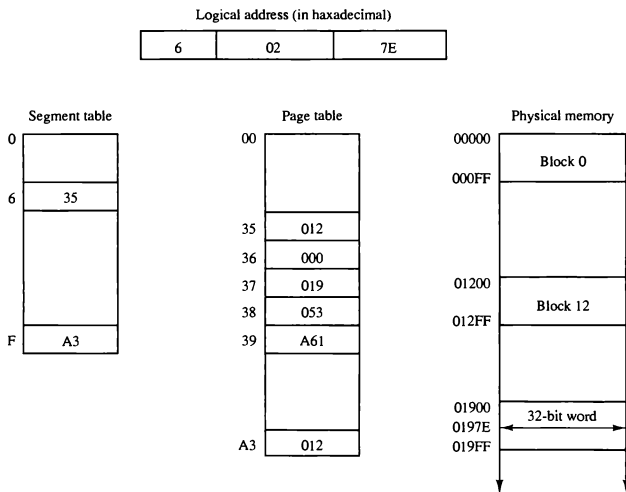 Logical address (in haxadecimal)
6 02 7E
Segment table
0
6 35
F A3
Page table
00
35 012
36 000
37 019
38 053
39 A61
A3 012
Physical memory
00000
Block 0
000FF
01200
Block 12
012FF
01900
32-bit word
0197E
019FF